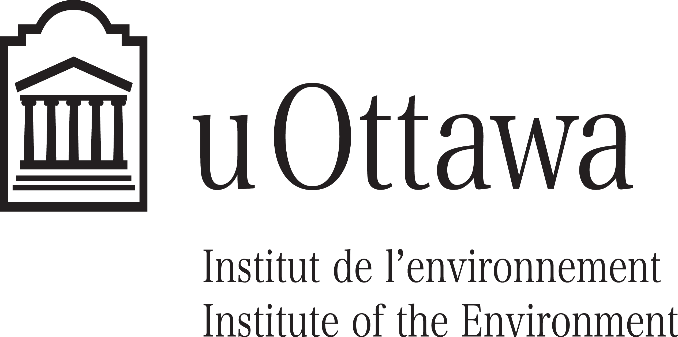 uOttawa
Institut de l’environnement
Institute of the Environment